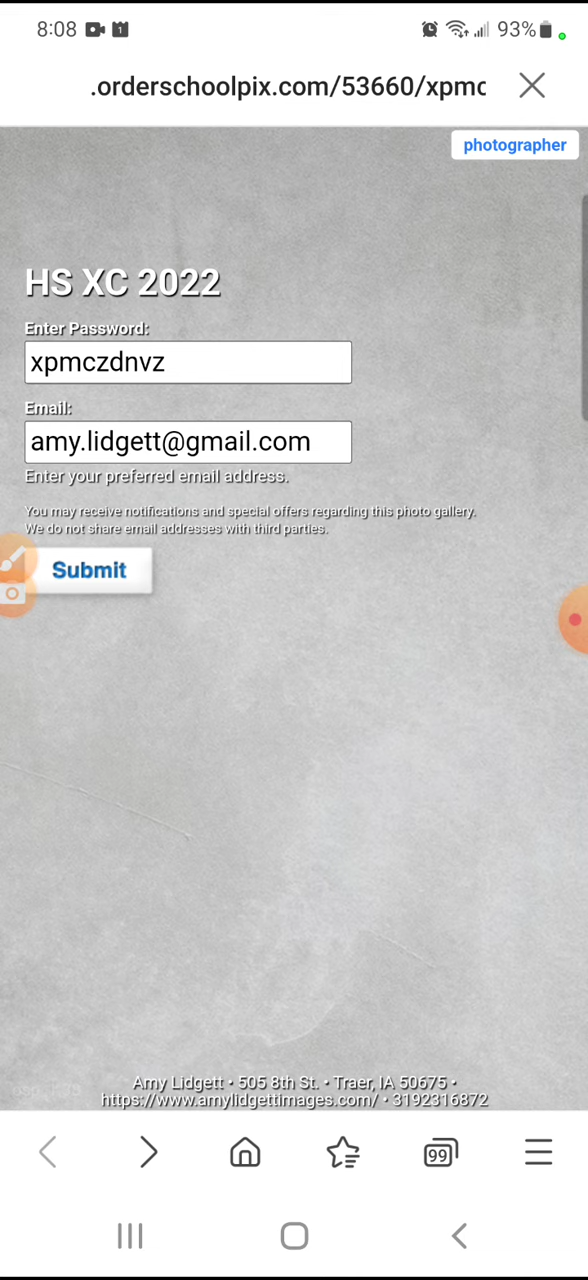 8:08 1 93%
.orderschoolpix.com/53660/xpmc
photographer
HS XC 2022
Enter Password:
xpmczdnvz
Email:
amy.lidgett@gmail.com
Enter your preferred email address.
You may receive notifications and special offers regarding this photo gallery.
We do not share email addresses with third parties.
Submit
Amy Lidgett • 505 8th St. • Traer, IA 50675 •
https://www.amylidgettimages.com/ • 3192316872
99